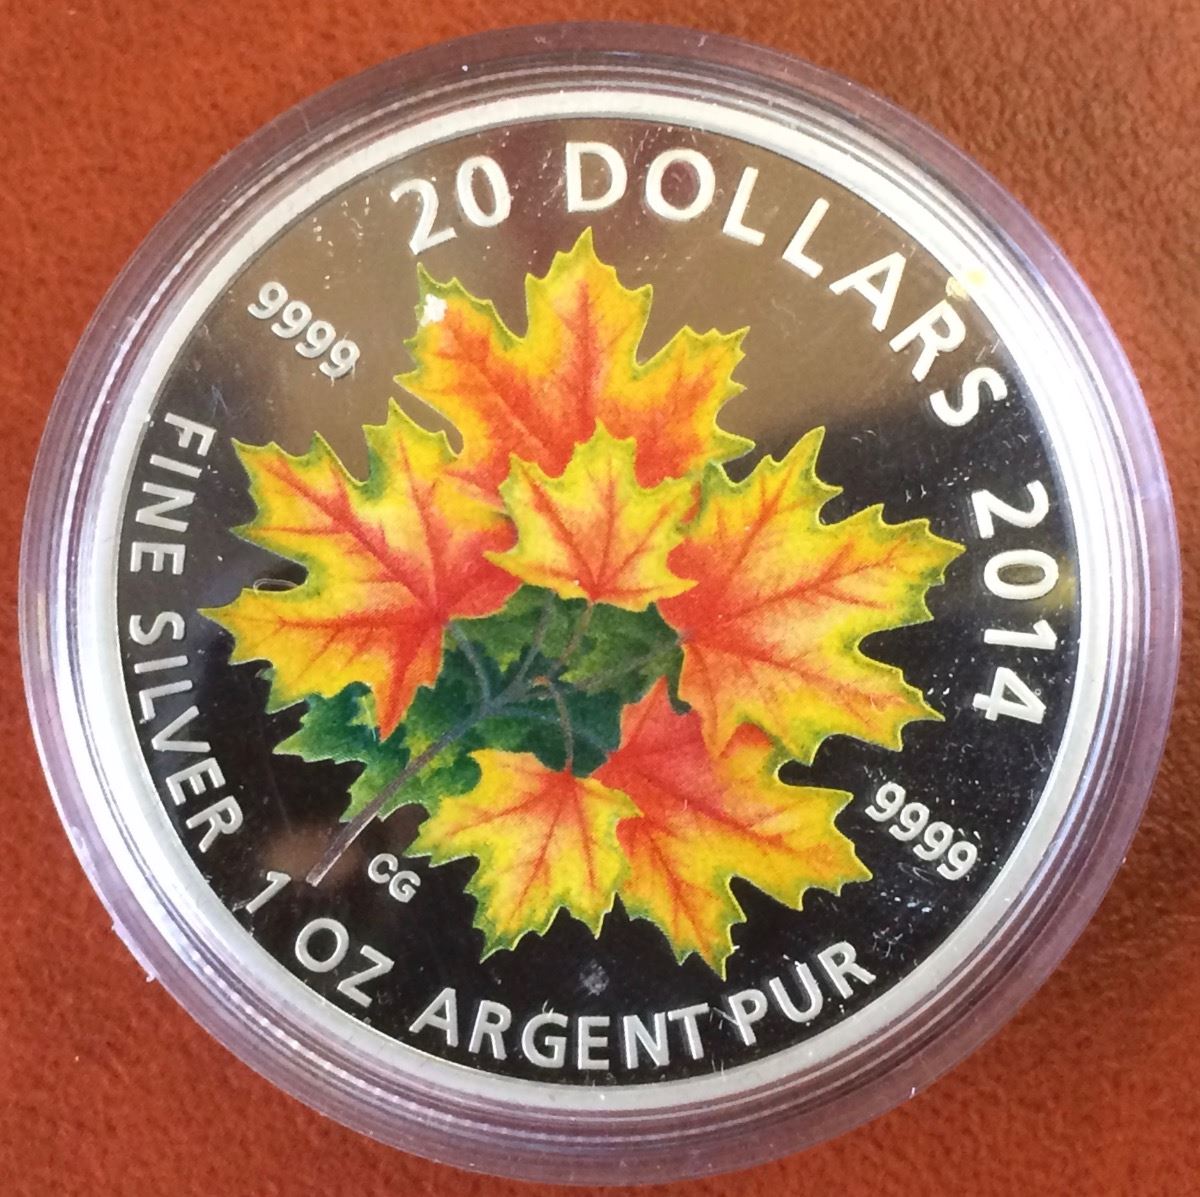 20 DOLLARS 2014
9999
9999
FINE SILVER 1 OZ ARGENT PUR
CG